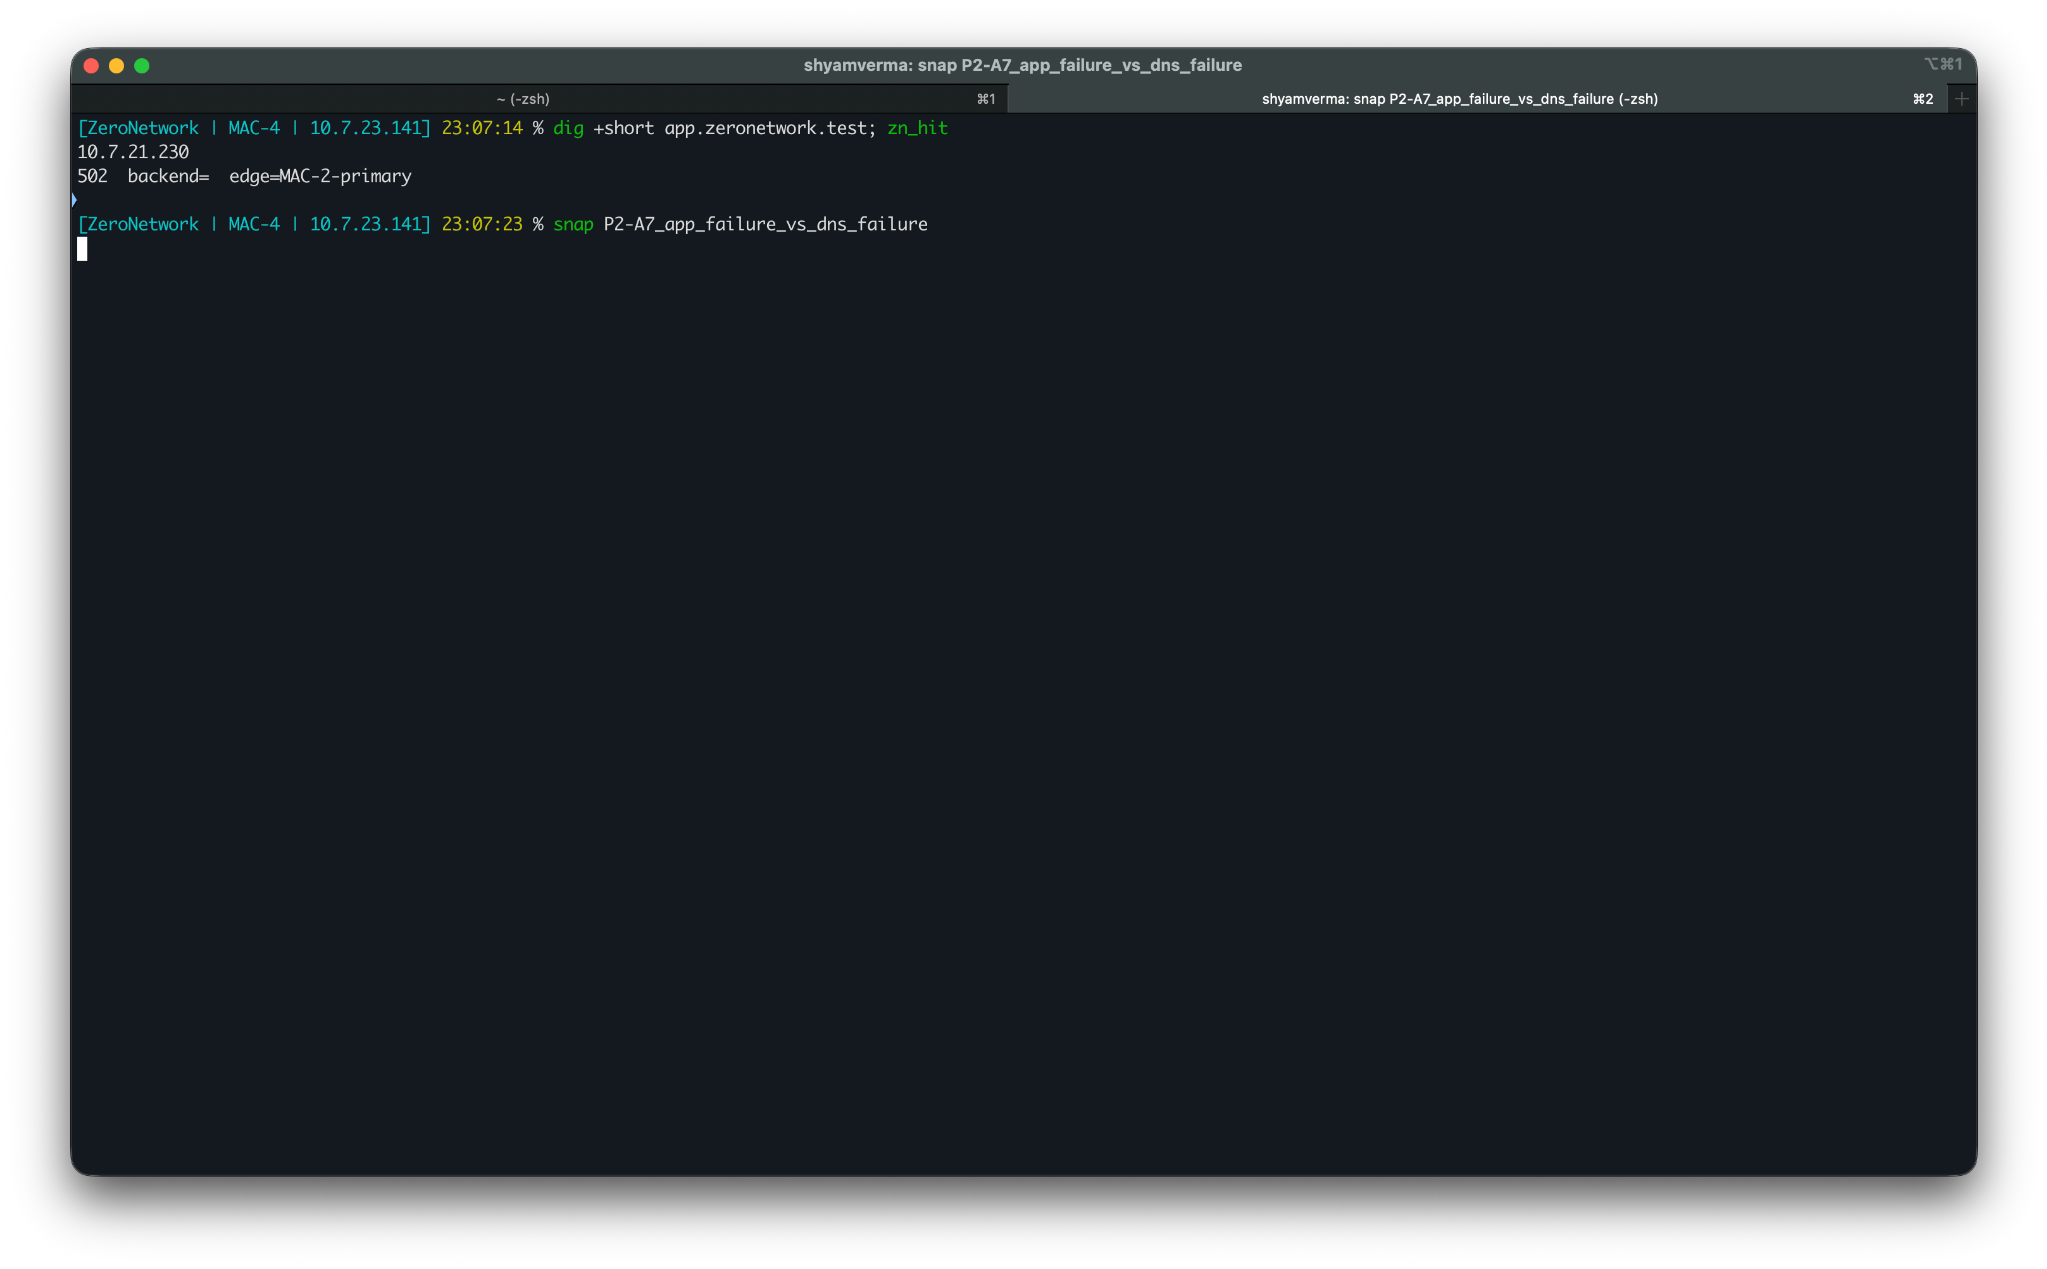 shyamverma: snap P2-A7_app_failure_vs_dns_failure
⌥⌘1
~ (-zsh)
⌘1
shyamverma: snap P2-A7_app_failure_vs_dns_failure (-zsh)
⌘2
[ZeroNetwork | MAC-4 | 10.7.23.141] 23:07:14 % dig +short app.zeronetwork.test; zn_hit
10.7.21.230
502  backend=  edge=MAC-2-primary
[ZeroNetwork | MAC-4 | 10.7.23.141] 23:07:23 % snap P2-A7_app_failure_vs_dns_failure